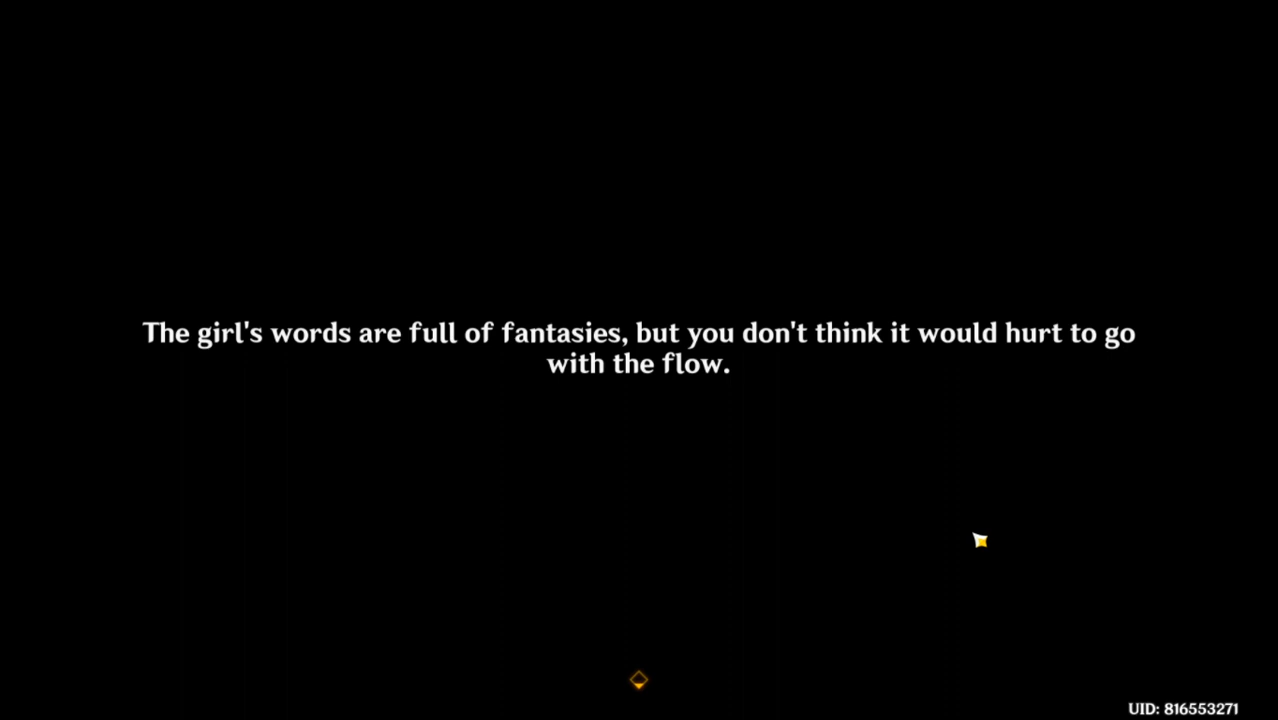 The girl's words are full of fantasies, but you don't think it would hurt to go
with the flow.
UID: 816553271